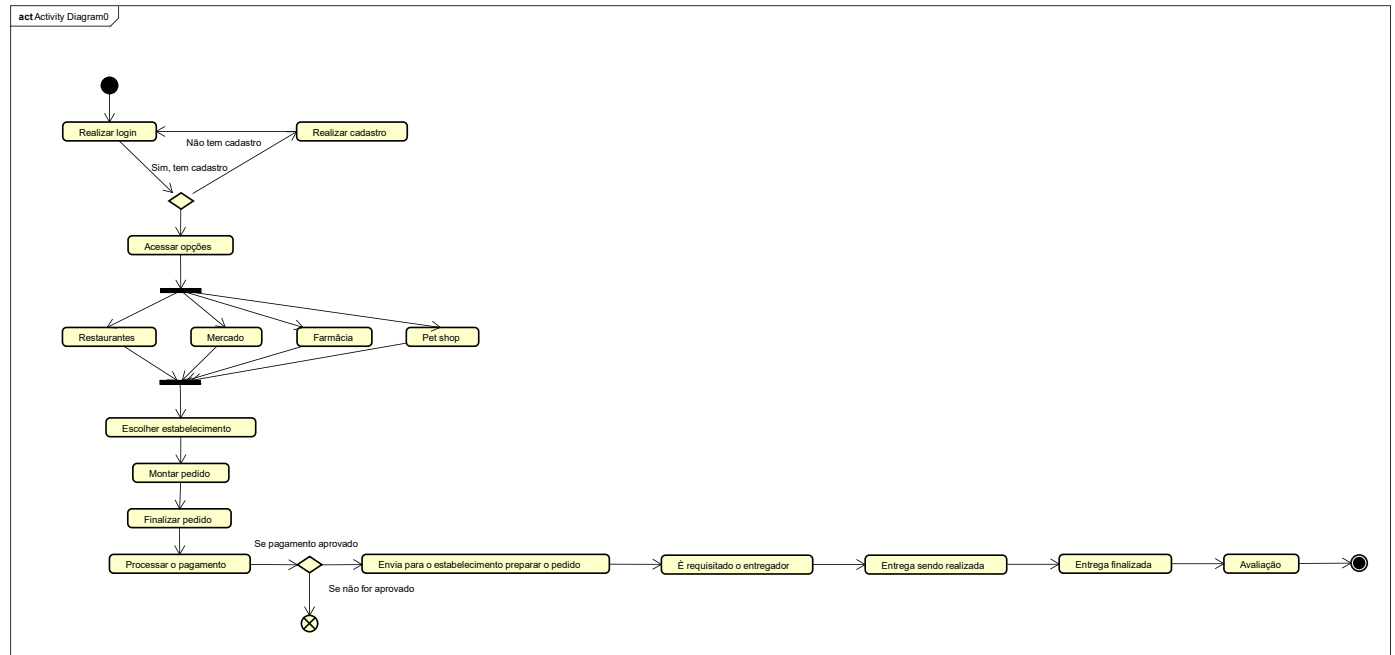 act Activity Diagram0
Realizar login
Realizar cadastro
Não tem cadastro
Sim, tem cadastro
Acessar opções
Restaurantes
Mercado
Farmâcia
Pet shop
Escolher estabelecimento
Montar pedido
Finalizar pedido
Se pagamento aprovado
Processar o pagamento
Envia para o estabelecimento preparar o pedido
È requisitado o entregador
Entrega sendo realizada
Entrega finalizada
Avaliação
Se não for aprovado